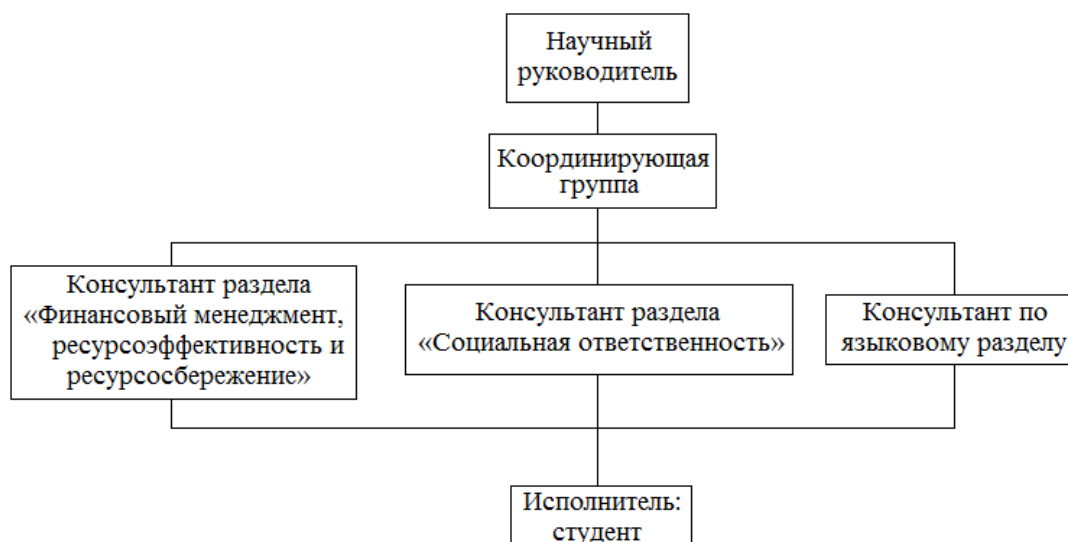 Научный
руководитель
Координирующая
группа
Консультант раздела
«Финансовый менеджмент,
ресурсоэффективность и
ресурсосбережение»
Консультант раздела
«Социальная ответственность»
Консультант по
языковому разделу
Исполнитель:
студент